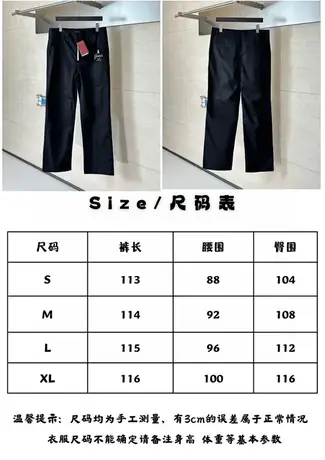 Size/尺码表
尺码 裤长 腰围 臀围
S 113 88 104
M 114 92 108
L 115 96 112
XL 116 100 116
温馨提示：尺码均为手工测量、有3cm的误差属于正常情况
衣服尺码不能确定请备注身高 体重等基本参数